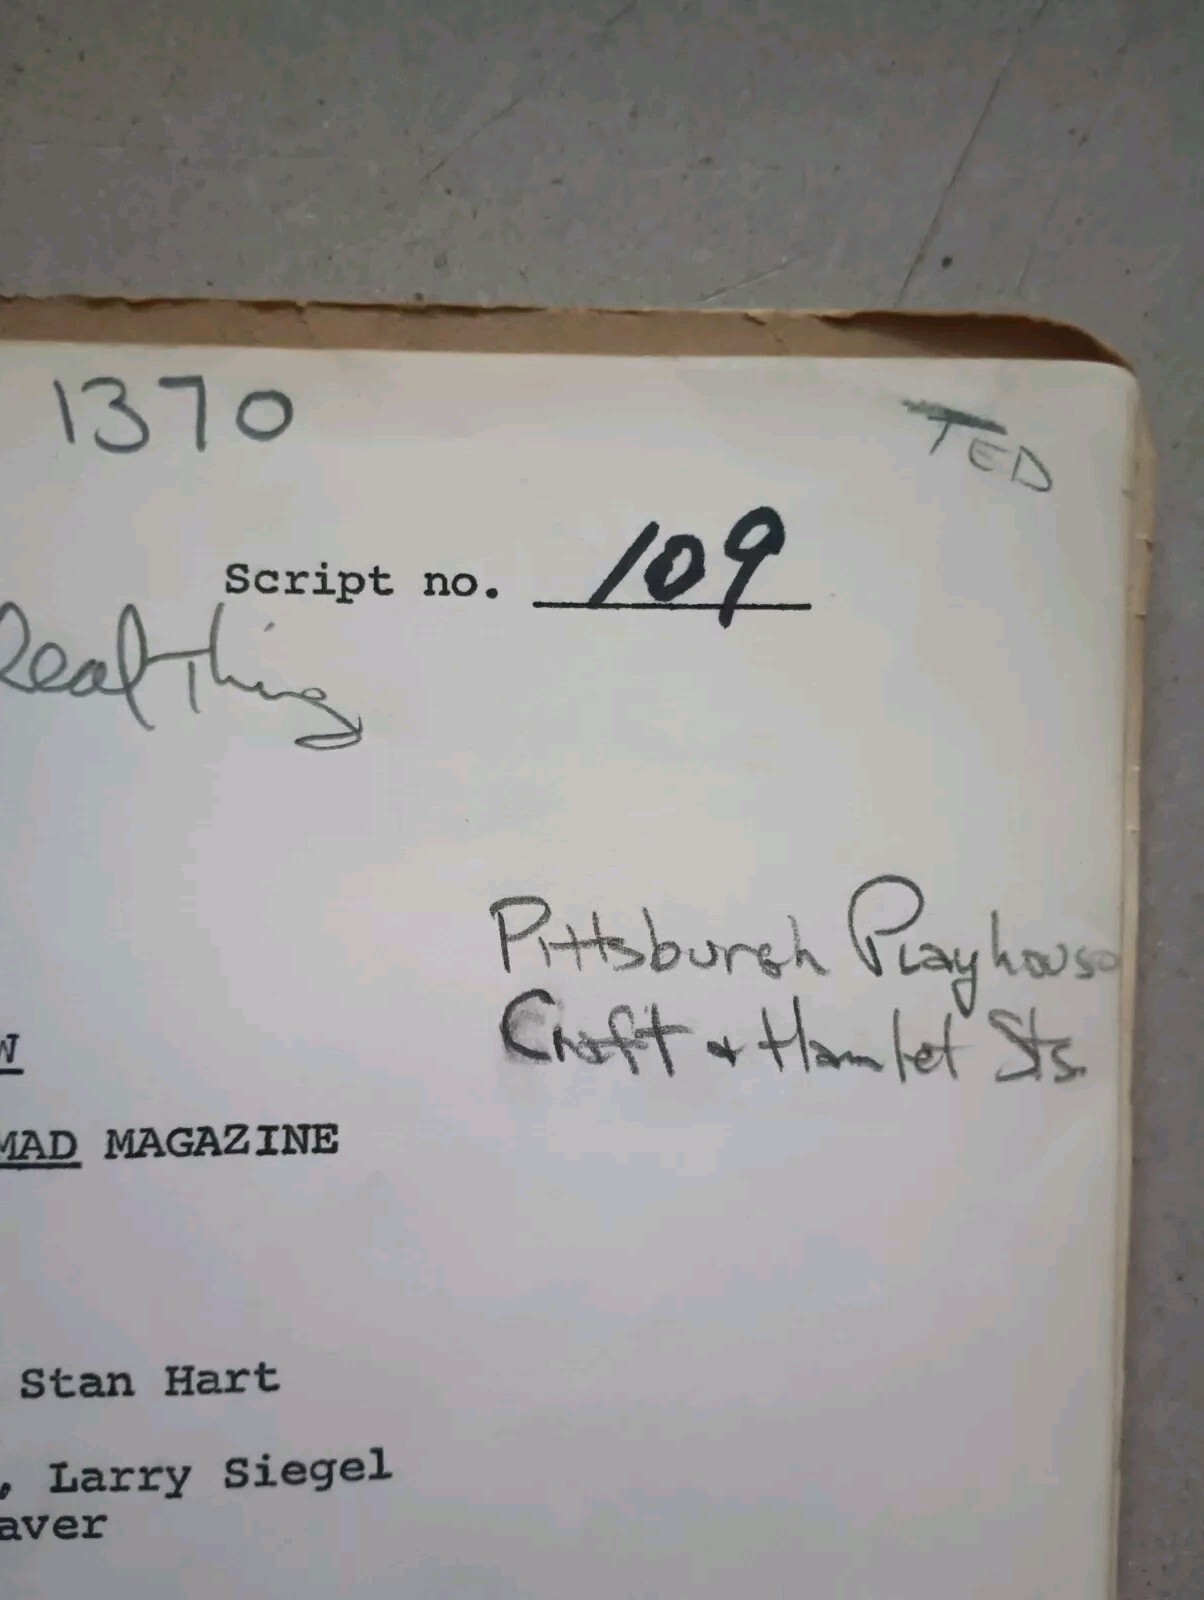 1370
TED
Script no. 109
Real Thing
Pittsburgh Playhouse
Craft & Hamlet Sts.
W
MAD MAGAZINE
Stan Hart
, Larry Siegel
aver